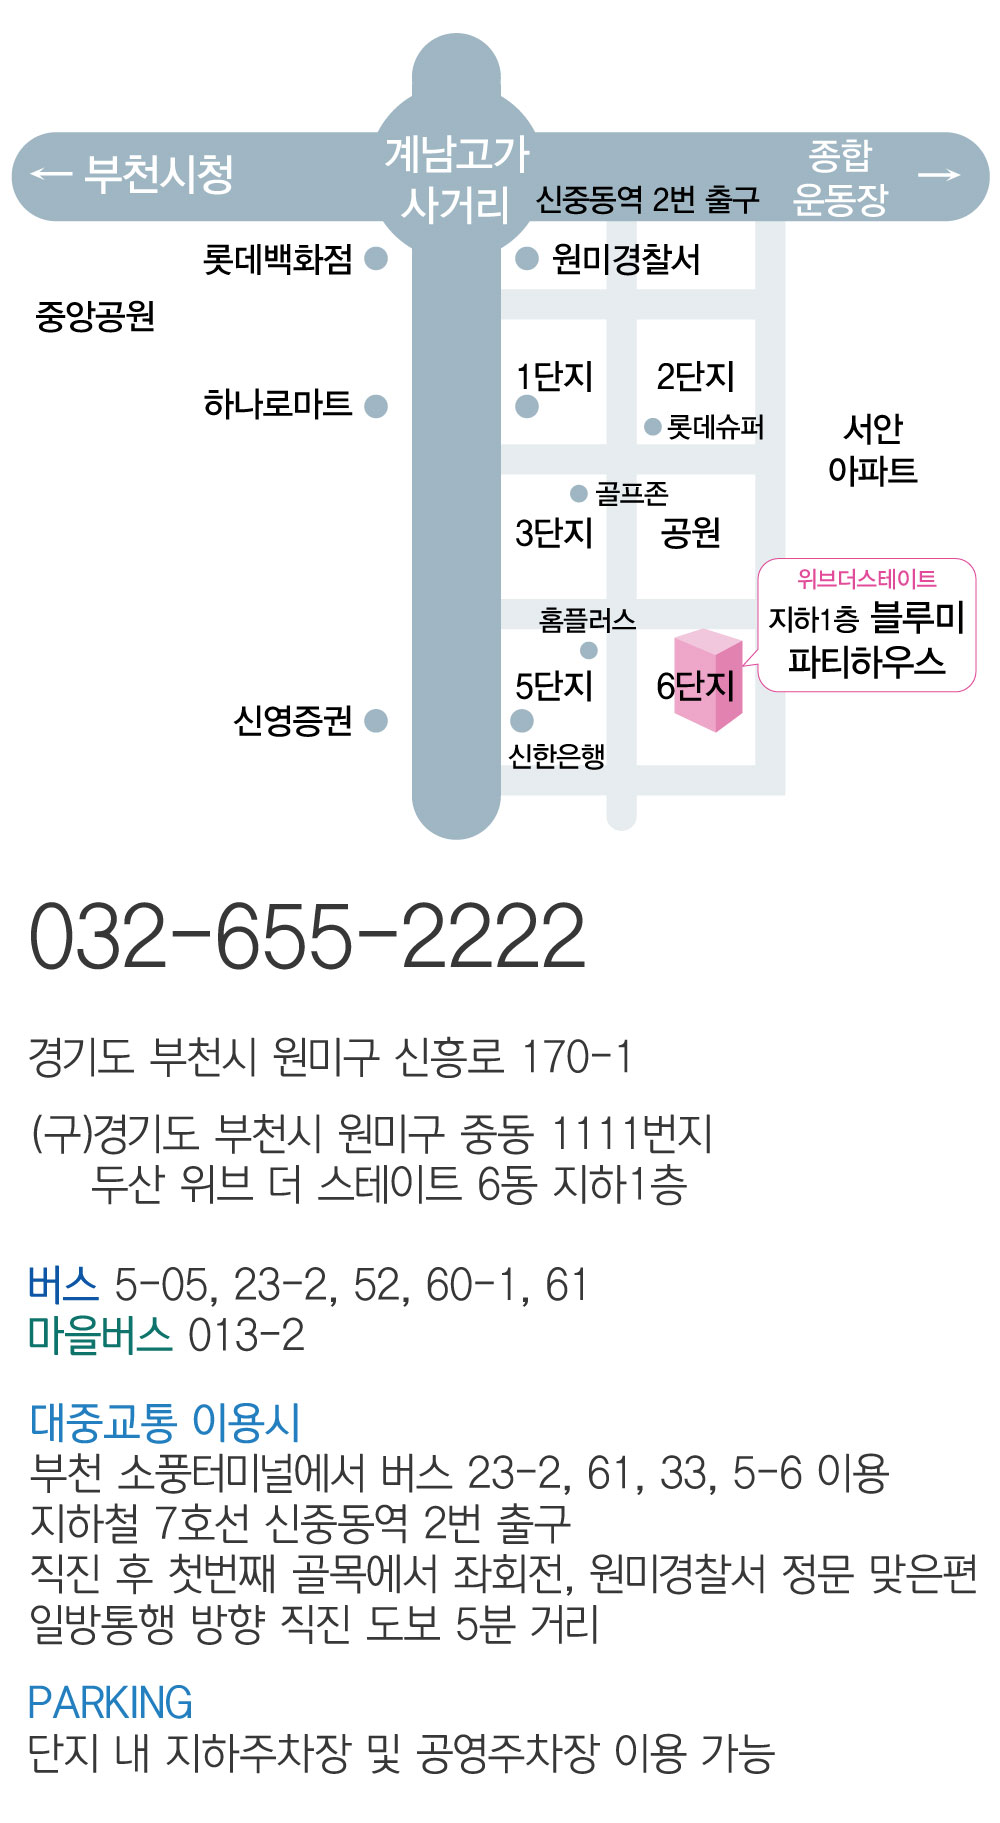 ← 부천시청
계남고가
사거리
종합
운동장 →
신중동역 2번 출구
롯데백화점
원미경찰서
중앙공원
1단지
2단지
하나로마트
롯데슈퍼
서안
아파트
골프존
3단지
공원
위브더스테이트
지하1층 블루미
파티하우스
홈플러스
5단지
6단지
신영증권
신한은행
032-655-2222
경기도 부천시 원미구 신흥로 170-1
(구)경기도 부천시 원미구 중동 1111번지
두산 위브 더 스테이트 6동 지하1층
버스 5-05, 23-2, 52, 60-1, 61
마을버스 013-2
대중교통 이용시
부천 소풍터미널에서 버스 23-2, 61, 33, 5-6 이용
지하철 7호선 신중동역 2번 출구
직진 후 첫번째 골목에서 좌회전, 원미경찰서 정문 맞은편
일방통행 방향 직진 도보 5분 거리
PARKING
단지 내 지하주차장 및 공영주차장 이용 가능